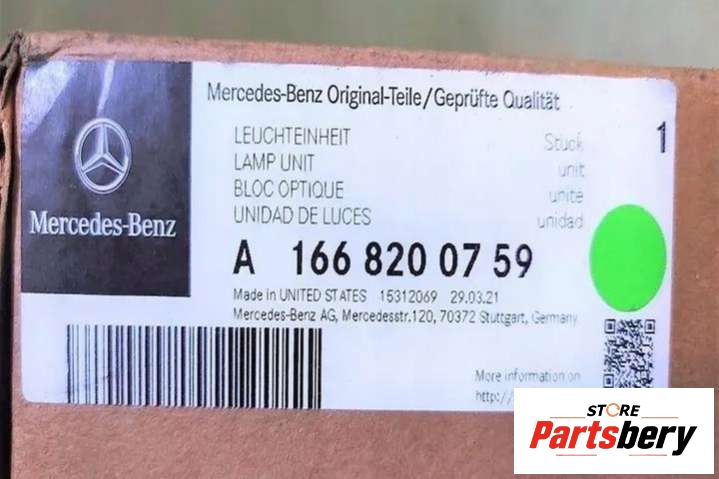 Mercedes-Benz
Mercedes-Benz Original-Teile/Geprüfte Qualität
LEUCHTEINHEIT Stück 1
LAMP UNIT unit
BLOC OPTIQUE unite
UNIDAD DE LUCES unidad
A 166 820 07 59
Made in UNITED STATES 15312069 29.03.21
Mercedes-Benz AG, Mercedesstr.120, 70372 Stuttgart, Germany
More information on
http:/
STORE
Partsbery